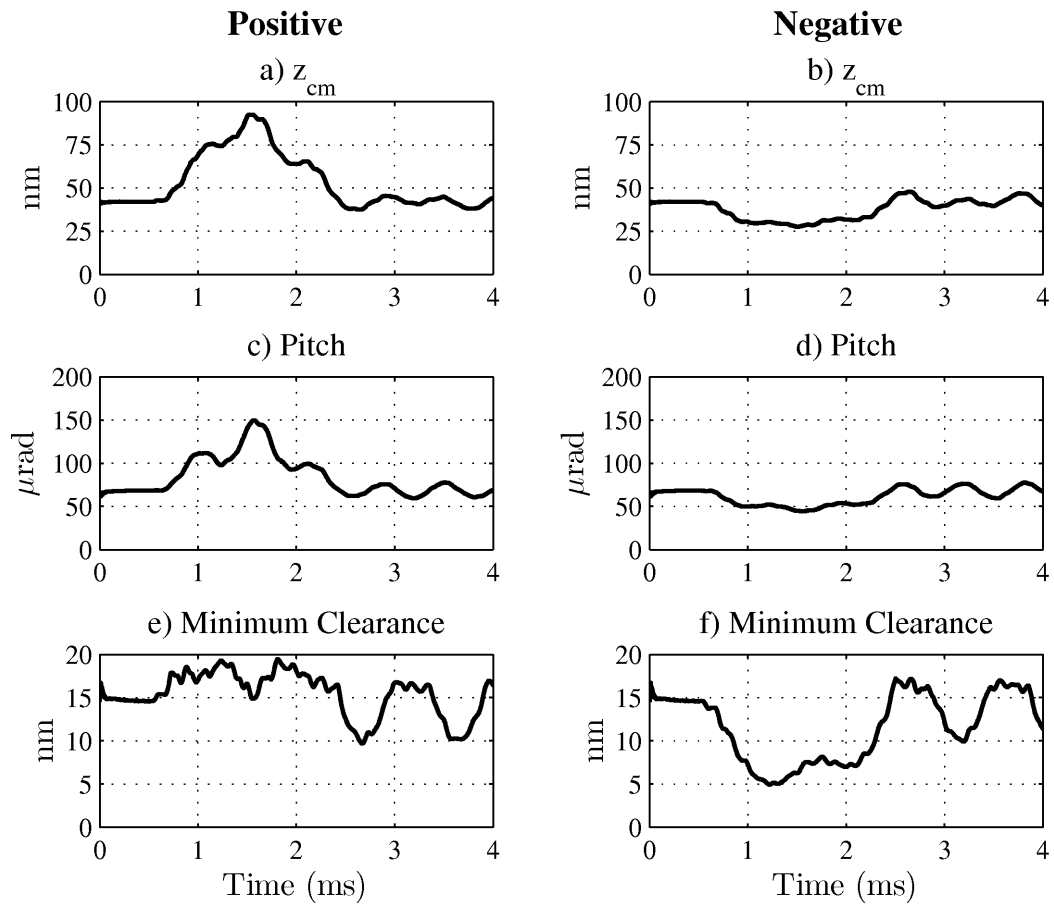 Positive Negative
a) z_cm b) z_cm
100 100
75 75
50 50
25 25
0 0
nm nm
0 1 2 3 4 0 1 2 3 4
c) Pitch d) Pitch
200 200
150 150
100 100
50 50
0 0
μrad μrad
0 1 2 3 4 0 1 2 3 4
e) Minimum Clearance f) Minimum Clearance
20 20
15 15
10 10
5 5
0 0
nm nm
0 1 2 3 4 0 1 2 3 4
Time (ms) Time (ms)